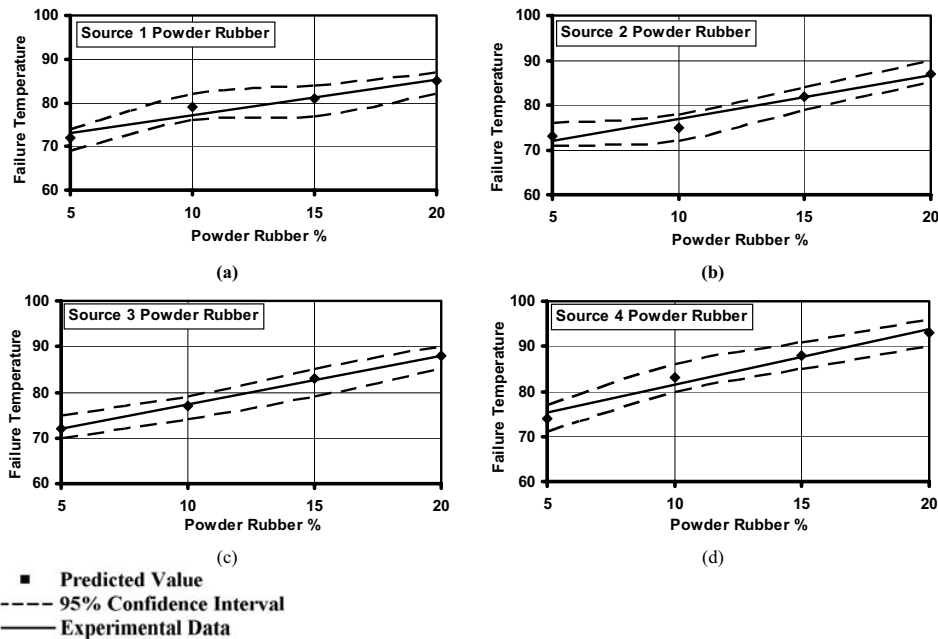 Source 1 Powder Rubber
Failure Temperature
100
90
80
70
60
5 10 15 20
Powder Rubber %
(a)
Source 2 Powder Rubber
Failure Temperature
100
90
80
70
60
5 10 15 20
Powder Rubber %
(b)
Source 3 Powder Rubber
Failure Temperature
100
90
80
70
60
5 10 15 20
Powder Rubber %
(c)
Source 4 Powder Rubber
Failure Temperature
100
90
80
70
60
5 10 15 20
Powder Rubber %
(d)
Predicted Value
95% Confidence Interval
Experimental Data